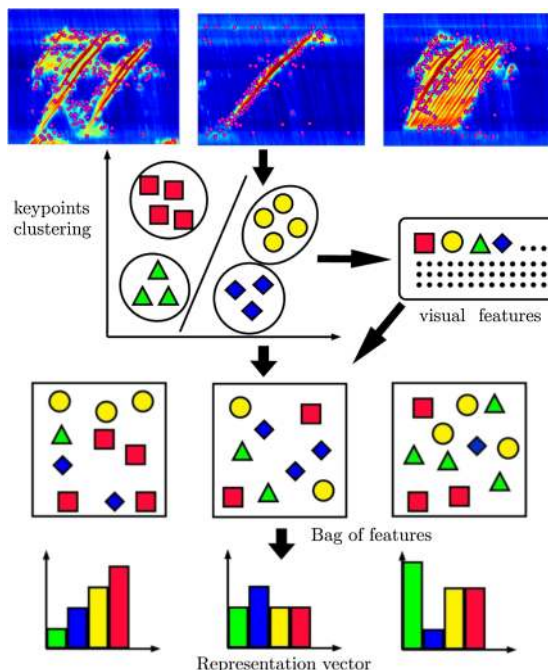 keypoints
clustering
visual features
Bag of features
Representation vector